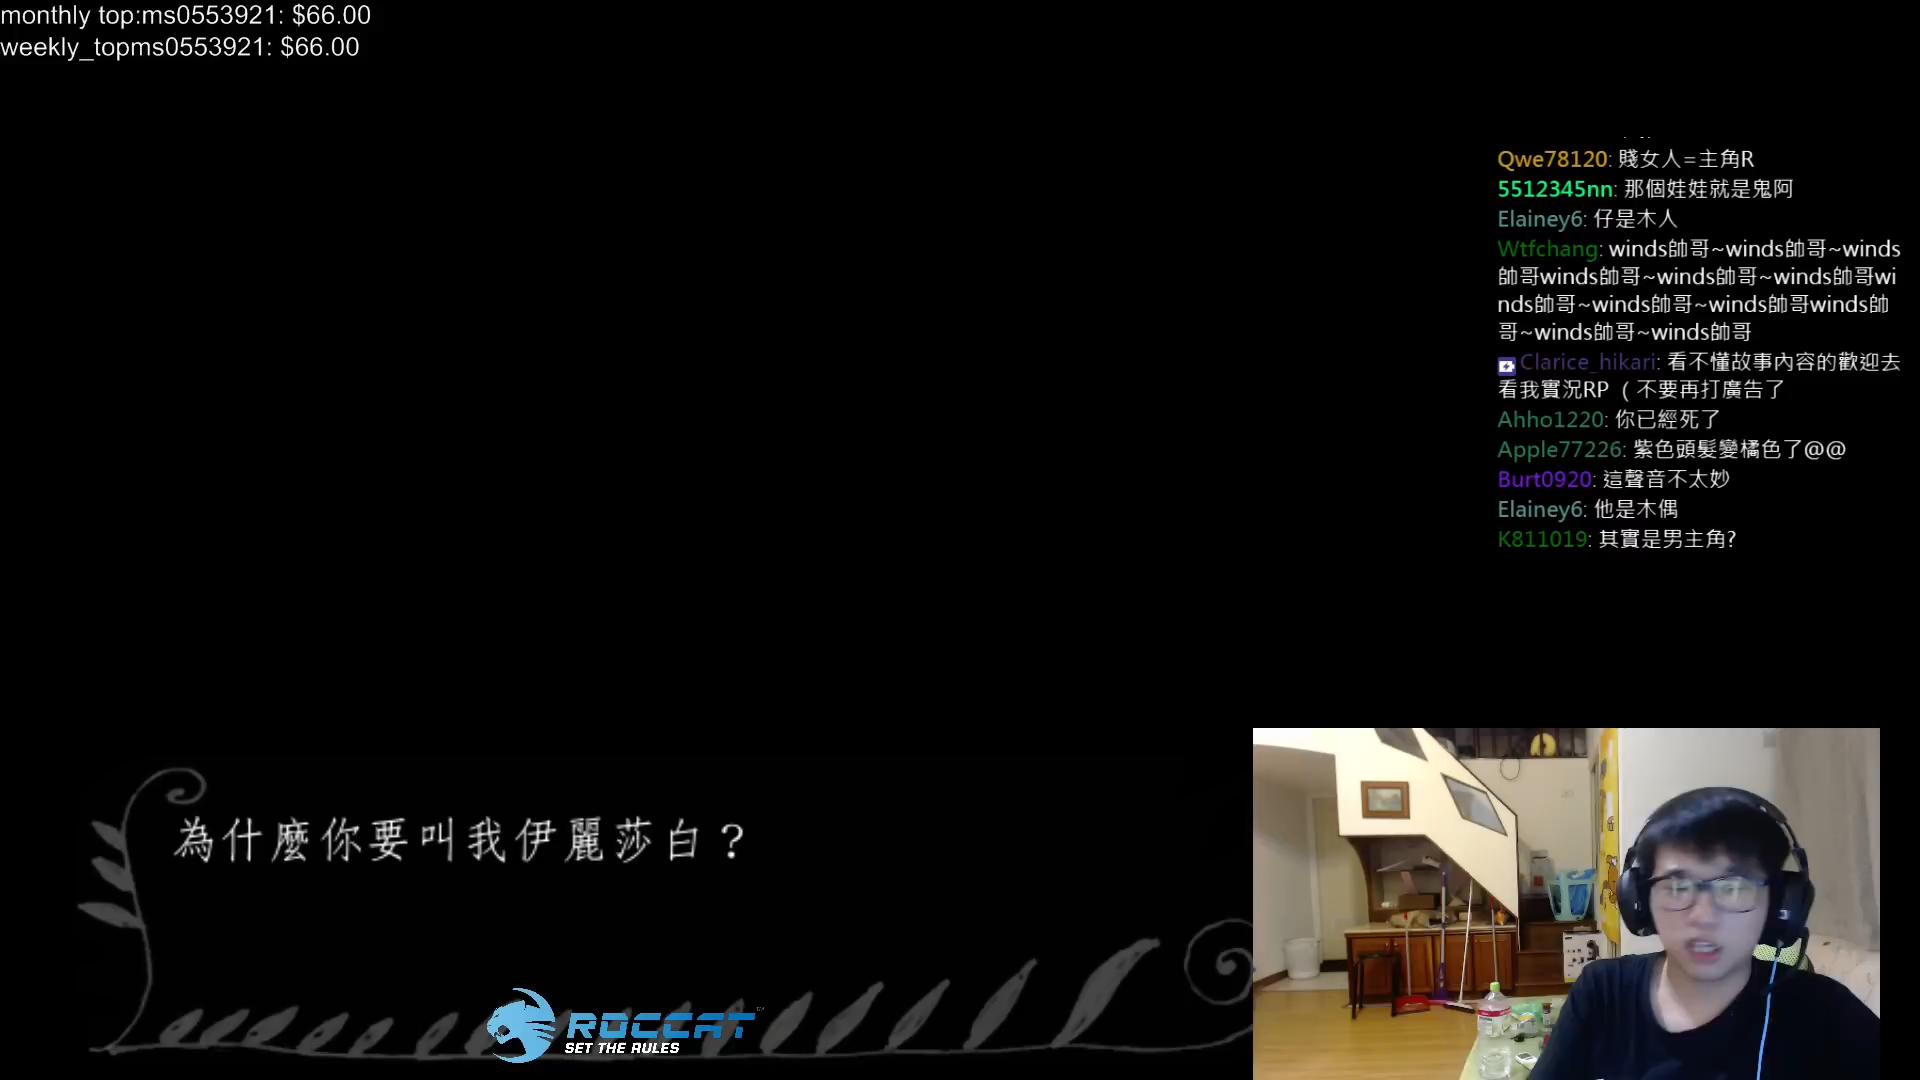 monthly top:ms0553921: $66.00
weekly_topms0553921: $66.00
Qwe78120: 賤女人=主角R
5512345nn: 那個娃娃就是鬼阿
Elainey6: 仔是木人
Wtfchang: winds帥哥~winds帥哥~winds
帥哥winds帥哥~winds帥哥~winds帥哥wi
nds帥哥~winds帥哥~winds帥哥winds帥
哥~winds帥哥~winds帥哥
Clarice_hikari: 看不懂故事內容的歡迎去
看我實況RP （不要再打廣告了
Ahho1220: 你已經死了
Apple77226: 紫色頭髮變橘色了@@
Burt0920: 這聲音不太妙
Elainey6: 他是木偶
K811019: 其實是男主角?
為什麼你要叫我伊麗莎白？
ROCCAT™
SET THE RULES